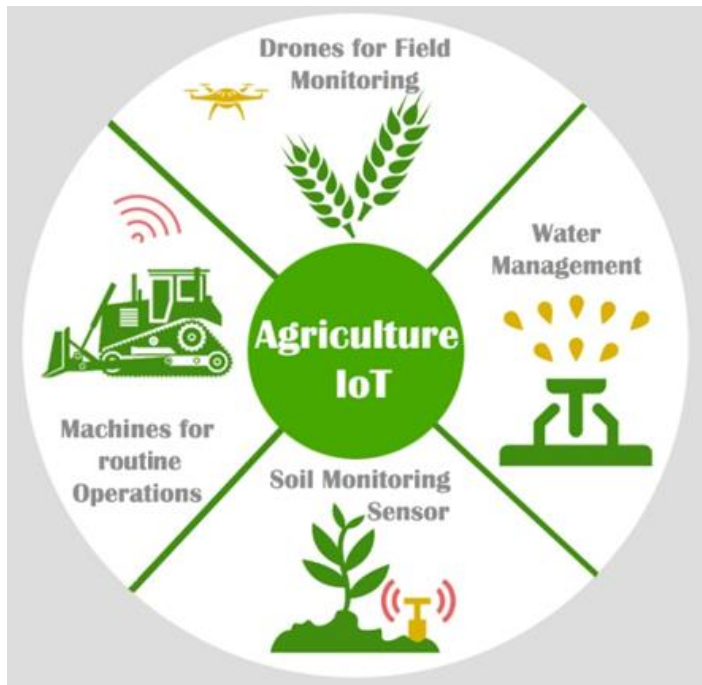 Drones for Field
Monitoring
Water
Management
Agriculture
IoT
Machines for
routine
Operations
Soil Monitoring
Sensor